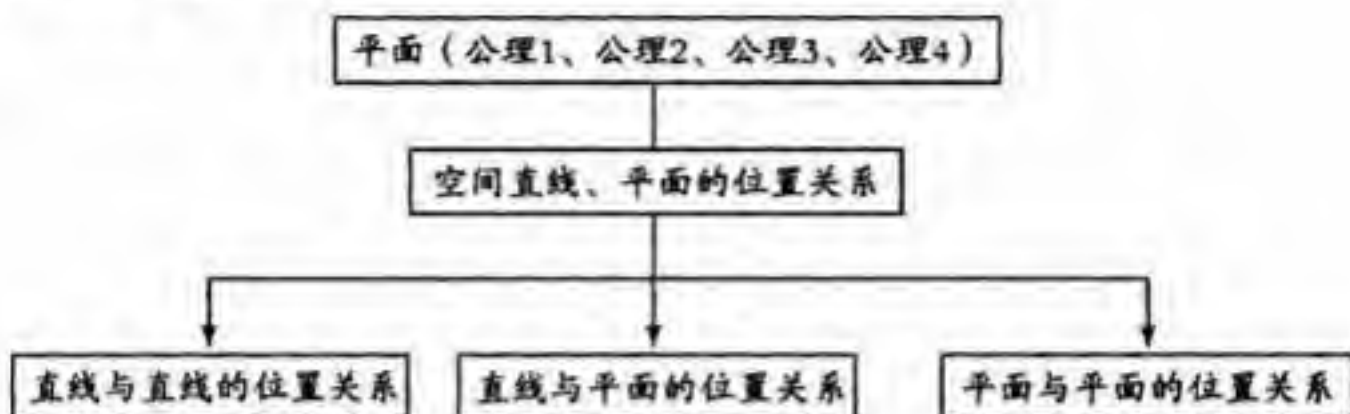 平面（公理1、公理2、公理3、公理4）
空间直线、平面的位置关系
直线与直线的位置关系
直线与平面的位置关系
平面与平面的位置关系